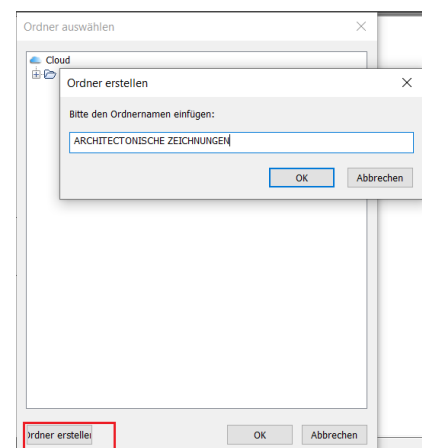 Ordner auswählen
Cloud
Ordner erstellen
Bitte den Ordnernamen einfügen:
ARCHITECTONISCHE ZEICHNUNGEN
OK Abbrechen
rdner erstelle
OK Abbrechen